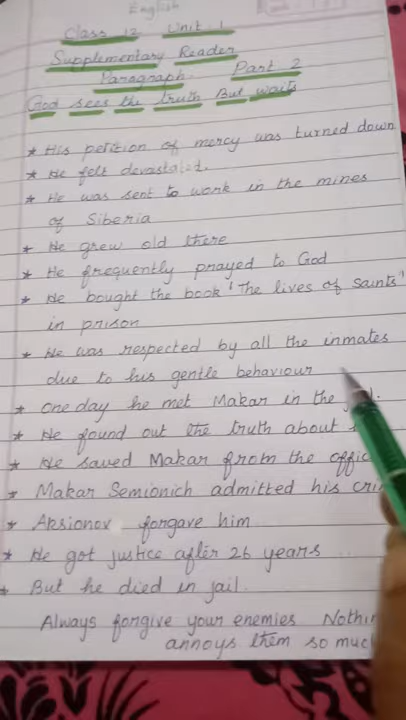 English
Class 12 Unit 1
Supplementary Reader
Paragraph Part 2
God sees the truth But waits
* His petition of mercy was turned down
* He felt devastated.
* He was sent to work in the mines
of Siberia
* He grew old there
* He frequently prayed to God
* He bought the book "The lives of saints"
in prison
* He was respected by all the inmates
due to his gentle behaviour
* One day he met Makar in the
* He found out the truth about
* He saved Makar from the
* Makar Semionich admitted his
* Aksionov forgave him
* He got justice after 26 years
* But he died in jail.
Always forgive your enemies
annoys them so much